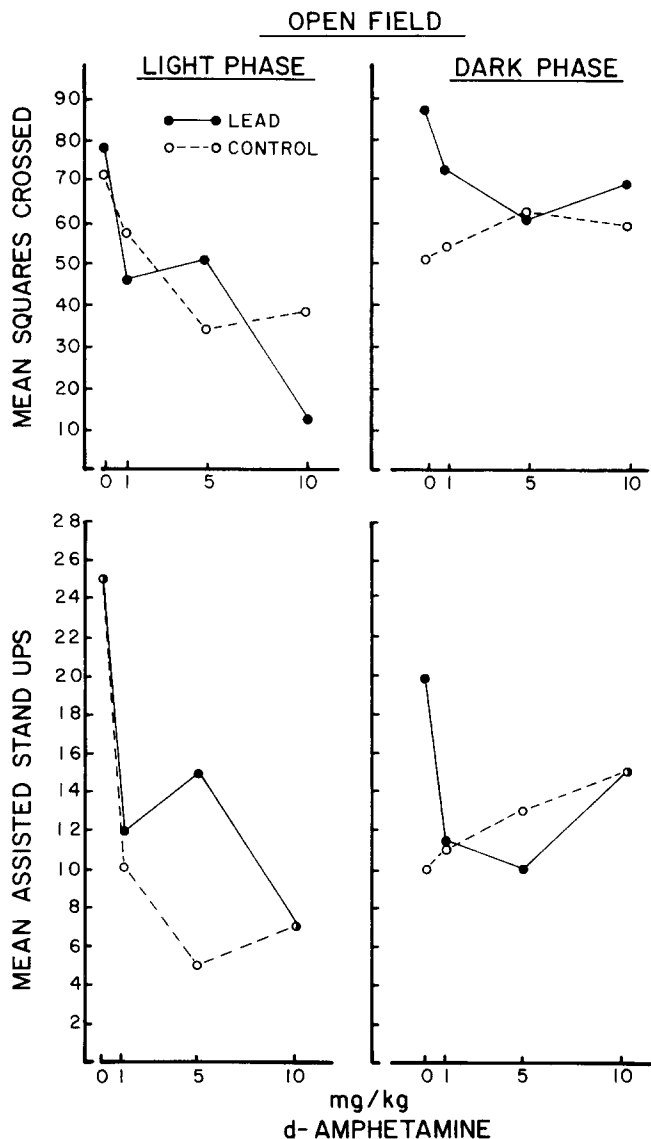 OPEN FIELD
LIGHT PHASE
DARK PHASE
LEAD
CONTROL
MEAN SQUARES CROSSED
90
80
70
60
50
40
30
20
10
0 1 5 10
0 1 5 10
MEAN ASSISTED STAND UPS
28
26
24
22
20
18
16
14
12
10
8
6
4
2
0 1 5 10
0 1 5 10
mg/kg
d-AMPHETAMINE